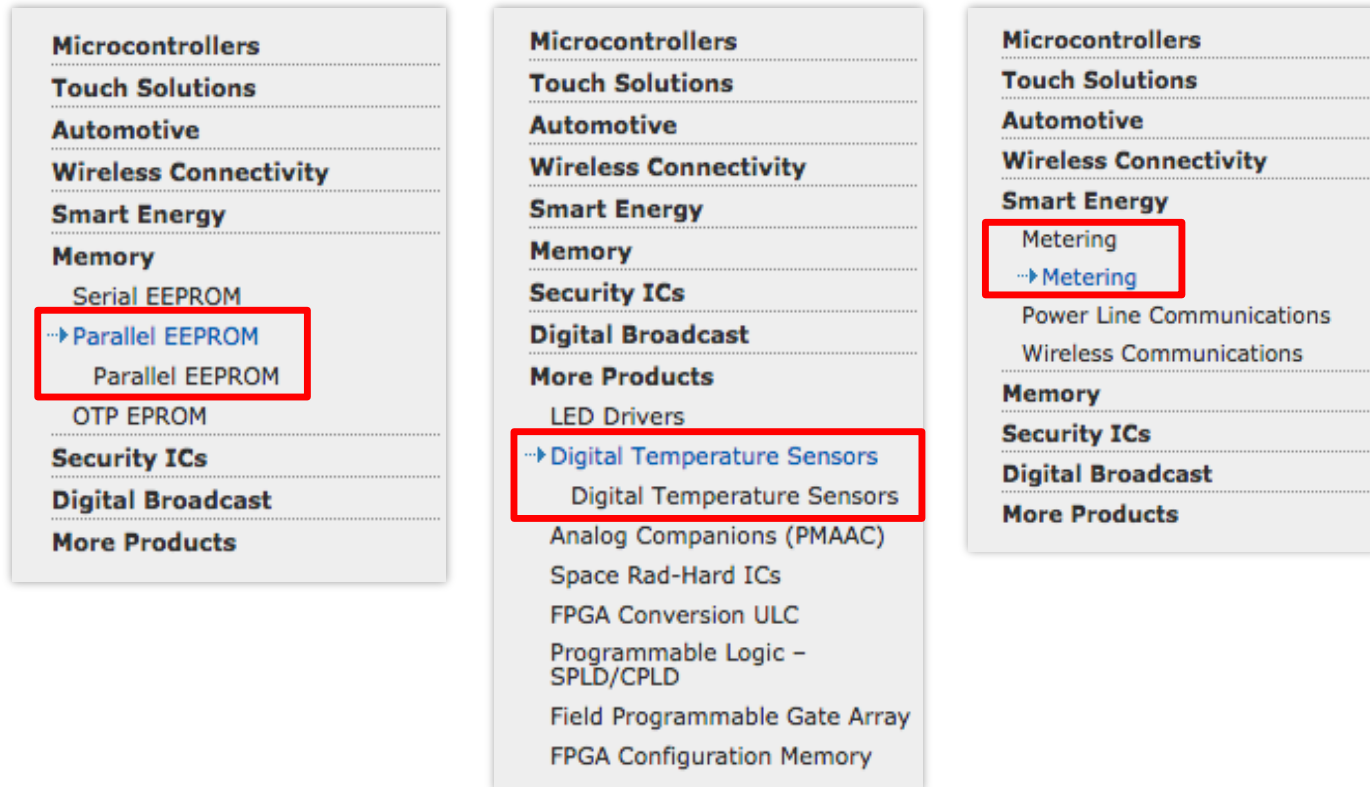 Microcontrollers
Touch Solutions
Automotive
Wireless Connectivity
Smart Energy
Memory
Serial EEPROM
Parallel EEPROM
Parallel EEPROM
OTP EPROM
Security ICs
Digital Broadcast
More Products
Microcontrollers
Touch Solutions
Automotive
Wireless Connectivity
Smart Energy
Memory
Security ICs
Digital Broadcast
More Products
LED Drivers
Digital Temperature Sensors
Digital Temperature Sensors
Analog Companions (PMAAC)
Space Rad-Hard ICs
FPGA Conversion ULC
Programmable Logic –
SPLD/CPLD
Field Programmable Gate Array
FPGA Configuration Memory
Microcontrollers
Touch Solutions
Automotive
Wireless Connectivity
Smart Energy
Metering
Metering
Power Line Communications
Wireless Communications
Memory
Security ICs
Digital Broadcast
More Products